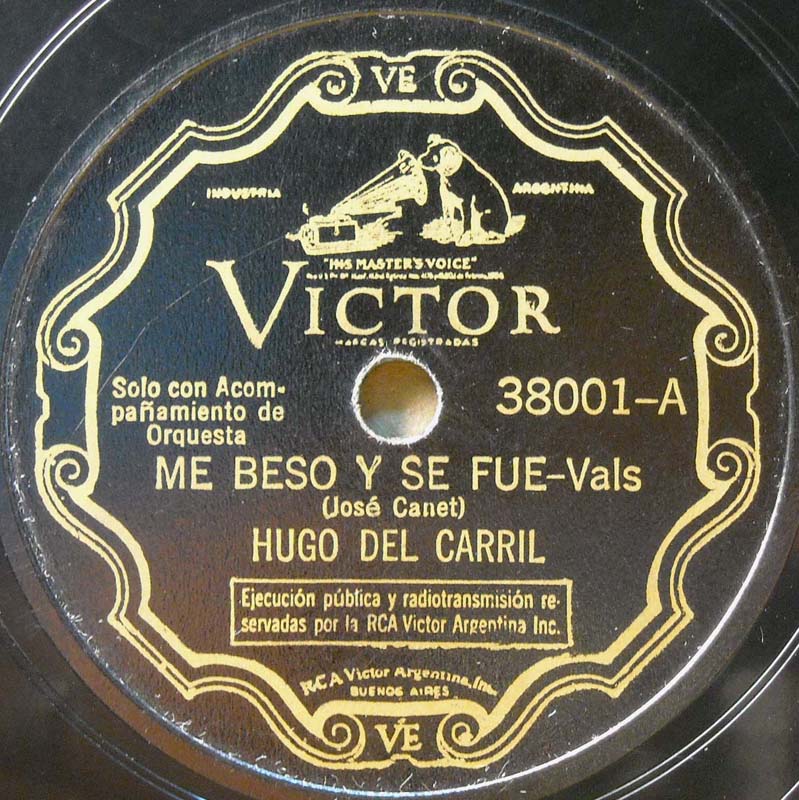 VE
INDUSTRIA
ARGENTINA
"HIS MASTER'S VOICE"
VICTOR
MARCAS REGISTRADAS
Solo con Acom-
pañamiento de
Orquesta
38001-A
ME BESO Y SE FUE-Vals
(José Canet)
HUGO DEL CARRIL
Ejecución pública y radiotransmisión re-
servadas por la RCA Victor Argentina Inc.
RCA Victor Argentina, Inc.
BUENOS AIRES
VE